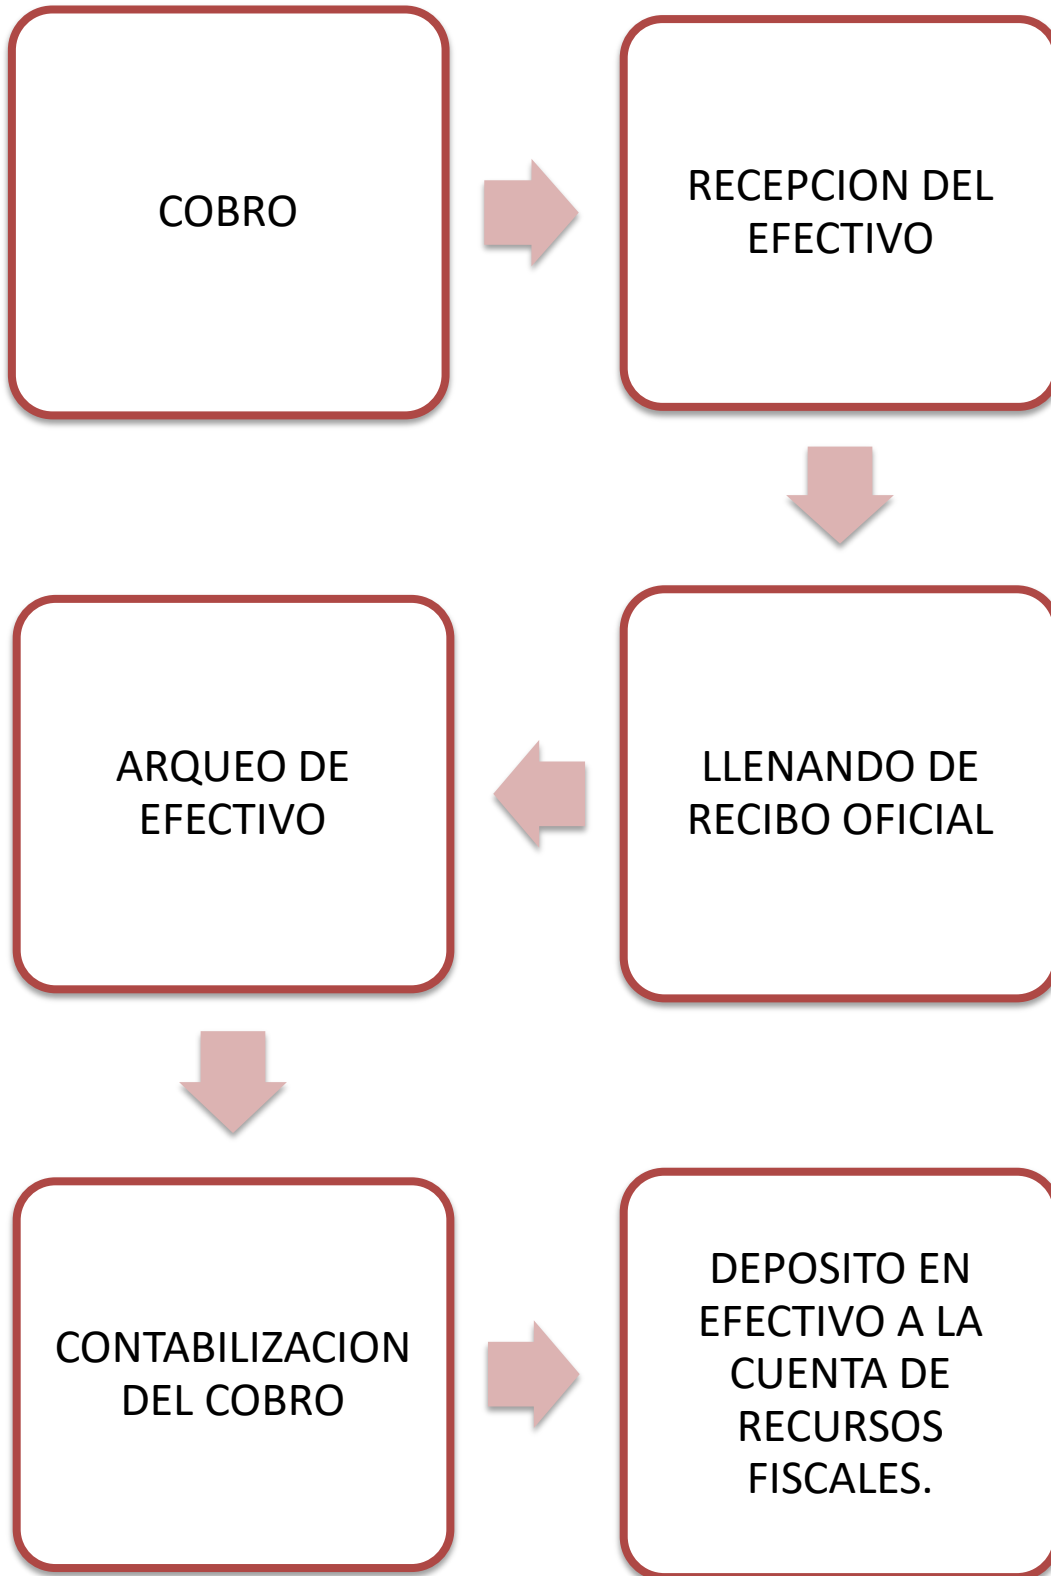 COBRO
RECEPCION DEL
EFECTIVO
LLENANDO DE
RECIBO OFICIAL
ARQUEO DE
EFECTIVO
CONTABILIZACION
DEL COBRO
DEPOSITO EN
EFECTIVO A LA
CUENTA DE
RECURSOS
FISCALES.